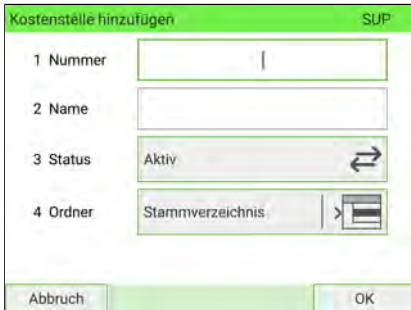 Kostenstelle hinzufügen SUP
1 Nummer
2 Name
3 Status Aktiv
4 Ordner Stammverzeichnis
Abbruch OK